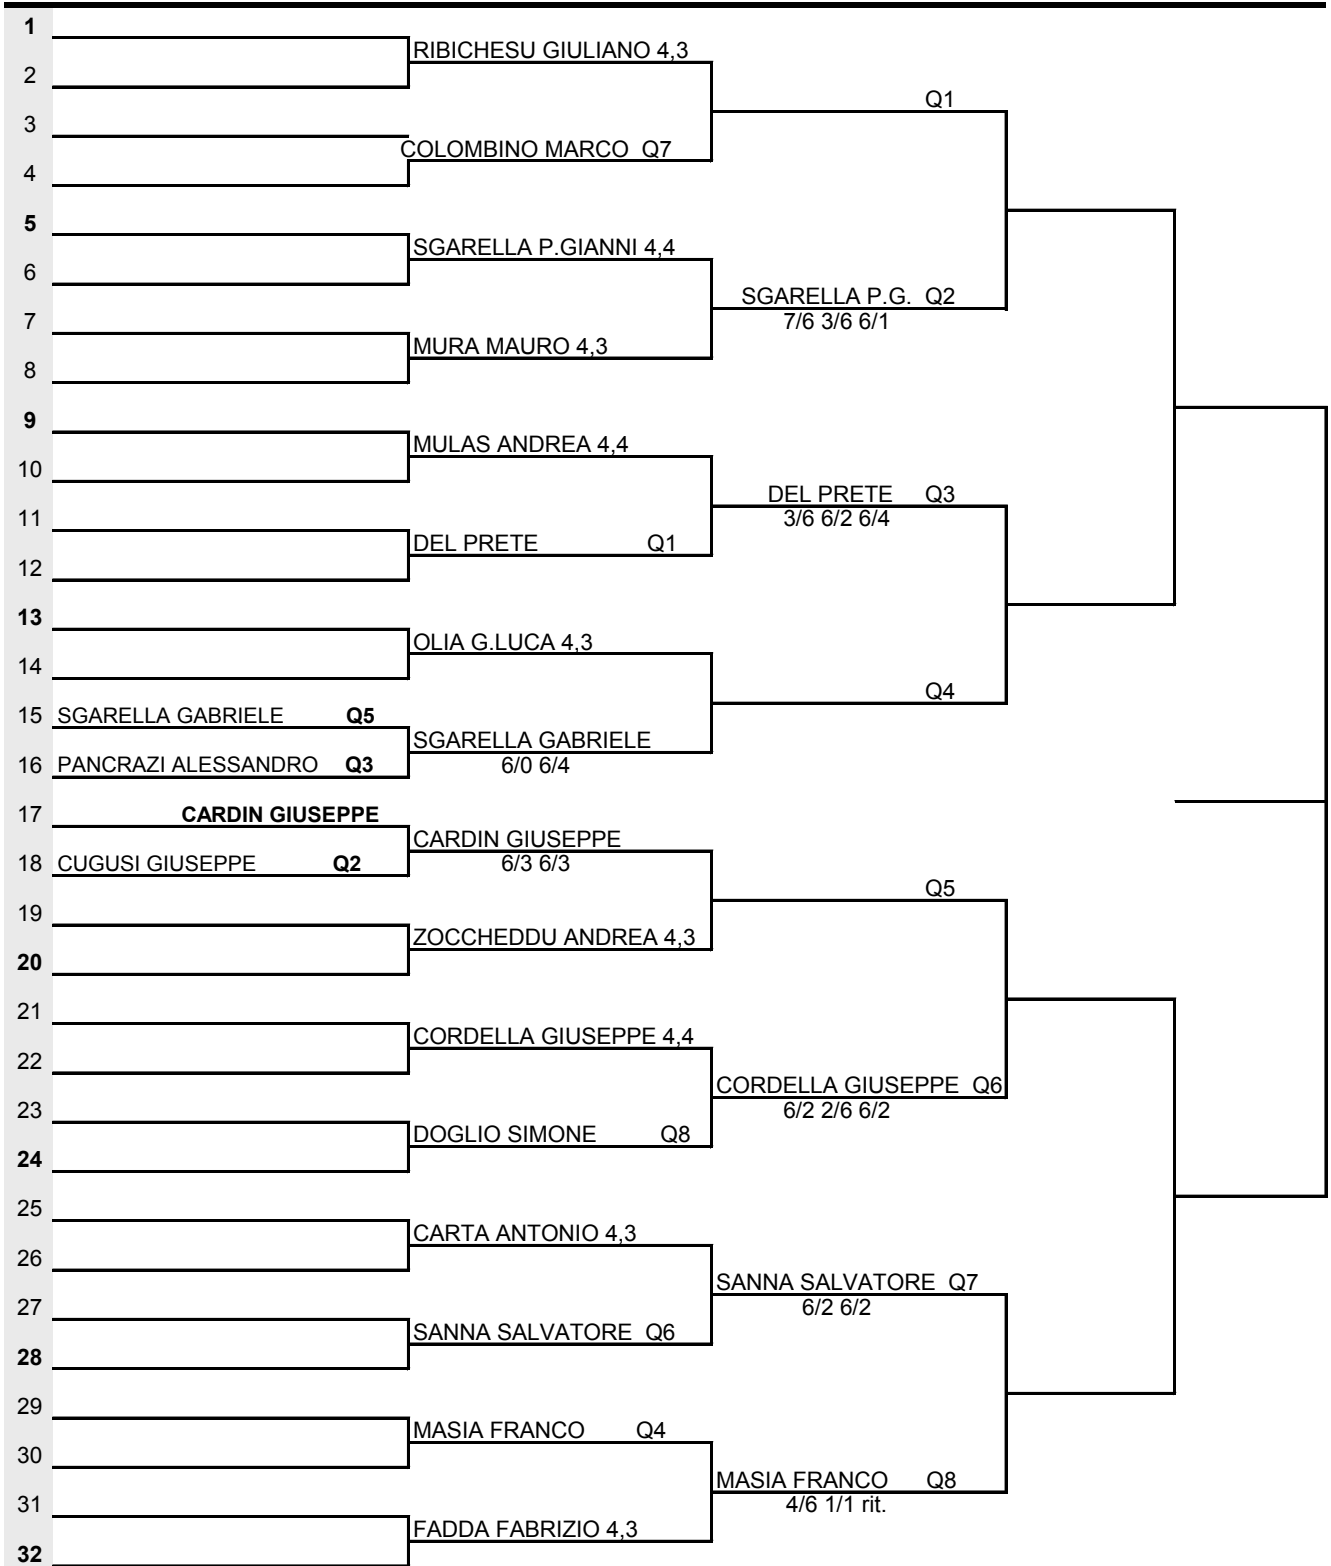 1
RIBICHESU GIULIANO 4,3
2
Q1
3
COLOMBINO MARCO Q7
4
5
SGARELLA P.GIANNI 4,4
6
SGARELLA P.G. Q2
7
7/6 3/6 6/1
MURA MAURO 4,3
8
9
MULAS ANDREA 4,4
10
DEL PRETE Q3
11
3/6 6/2 6/4
DEL PRETE Q1
12
13
OLIA G.LUCA 4,3
14
Q4
15 SGARELLA GABRIELE Q5
SGARELLA GABRIELE
16 PANCRAZI ALESSANDRO Q3
6/0 6/4
17 CARDIN GIUSEPPE
CARDIN GIUSEPPE
18 CUGUSI GIUSEPPE Q2
6/3 6/3
Q5
19
ZOCCHEDDU ANDREA 4,3
20
21
CORDELLA GIUSEPPE 4,4
22
CORDELLA GIUSEPPE Q6
23
6/2 2/6 6/2
DOGLIO SIMONE Q8
24
25
CARTA ANTONIO 4,3
26
SANNA SALVATORE Q7
27
6/2 6/2
SANNA SALVATORE Q6
28
29
MASIA FRANCO Q4
30
MASIA FRANCO Q8
31
4/6 1/1 rit.
FADDA FABRIZIO 4,3
32